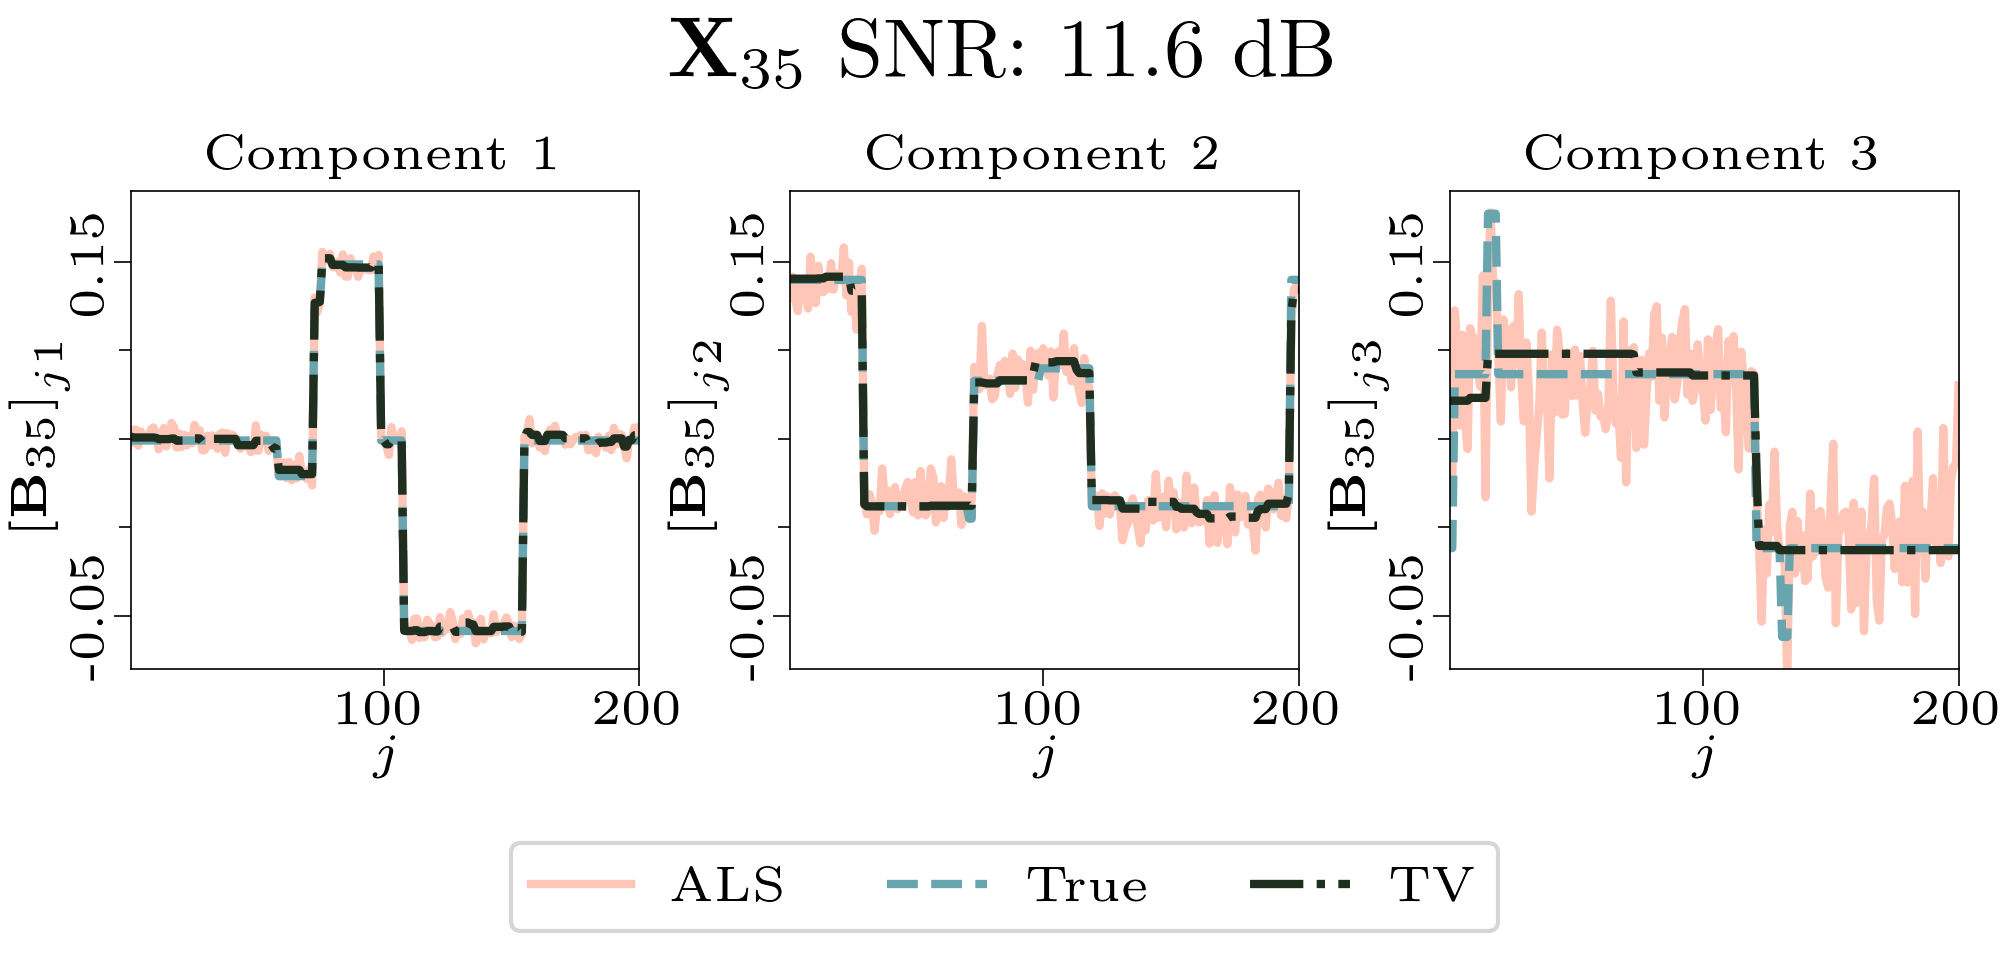 X35 SNR: 11.6 dB
Component 1
Component 2
Component 3
[B35]j1
0.15
-0.05
100
200
j
[B35]j2
0.15
-0.05
100
200
j
[B35]j3
0.15
-0.05
100
200
j
ALS
True
TV